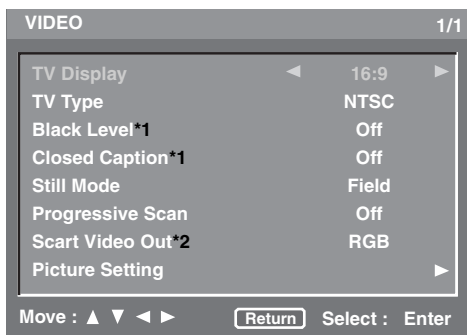 VIDEO 1/1
TV Display ◀ 16:9 ▶
TV Type NTSC
Black Level*1 Off
Closed Caption*1 Off
Still Mode Field
Progressive Scan Off
Scart Video Out*2 RGB
Picture Setting ▶
Move : ▲ ▼ ◀ ▶ Return Select : Enter